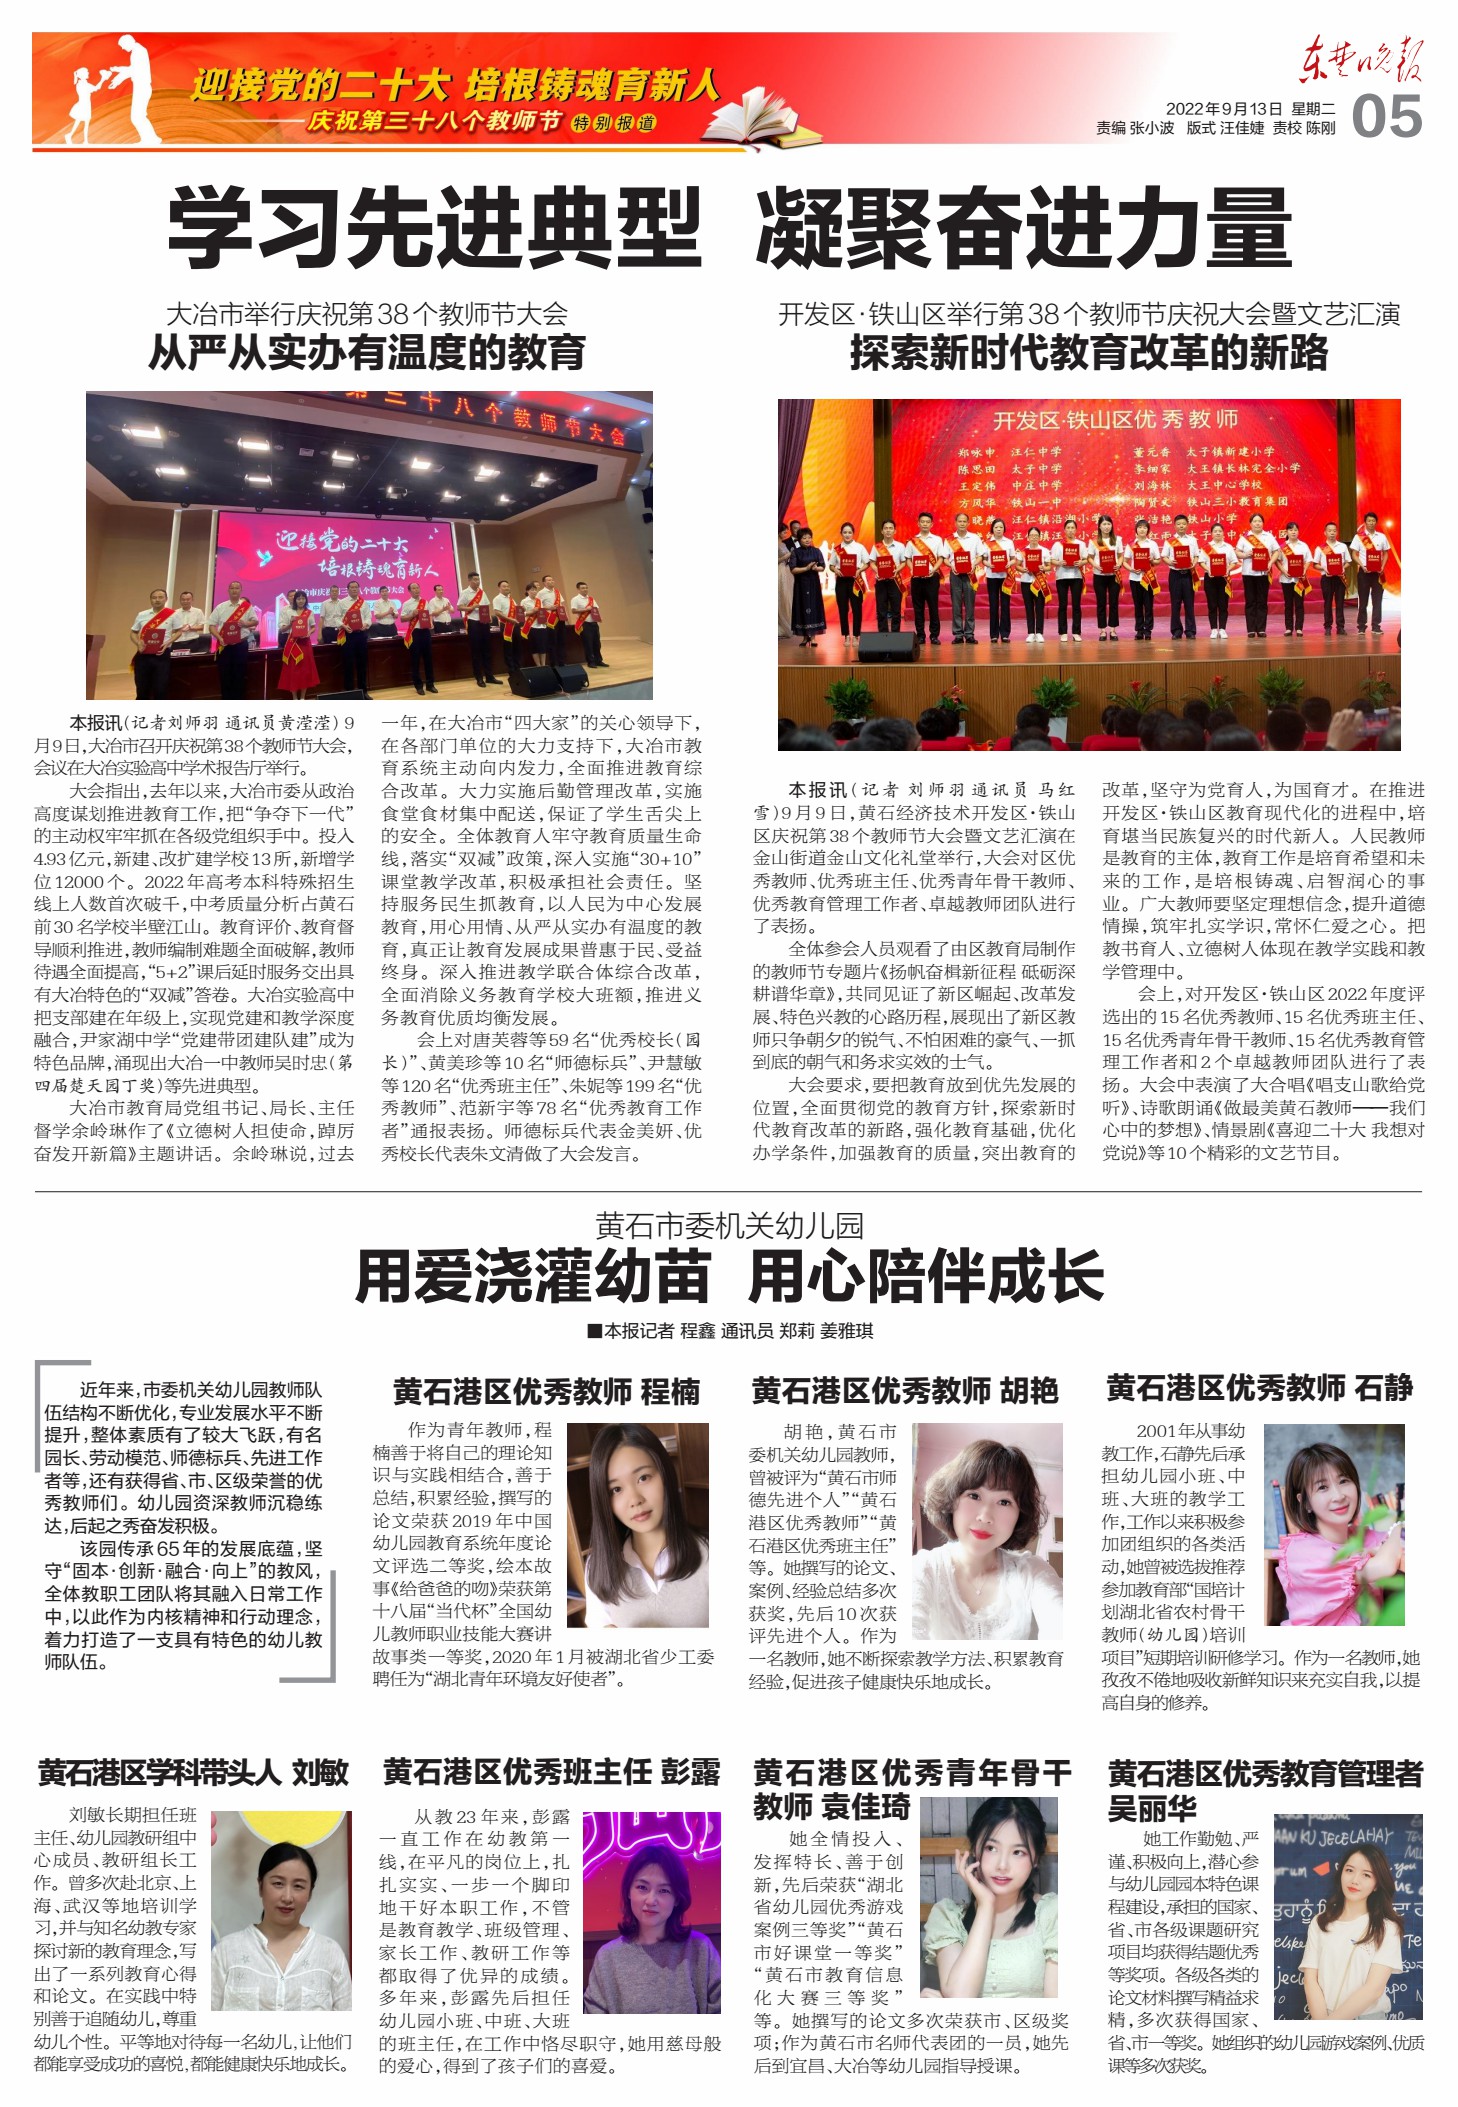 迎接党的二十大 培根铸魂育新人
庆祝第三十八个教师节 特别报道
东楚晚报
2022年9月13日 星期二
责编 张小波 版式 汪佳婕 责校 陈刚
05
学习先进典型 凝聚奋进力量
大冶市举行庆祝第38个教师节大会
从严从实办有温度的教育
第三十八个教师节大会
迎接党的二十大
培根铸魂育新人
本报讯(记者刘师羽 通讯员黄滢滢)9
月9日,大冶市召开庆祝第38个教师节大会,
会议在大冶实验高中学术报告厅举行。
大会指出,去年以来,大冶市委从政治
高度谋划推进教育工作,把“争夺下一代”
的主动权牢牢抓在各级党组织手中。投入
4.93亿元,新建、改扩建学校13所,新增学
位12000个。2022年高考本科特殊招生
线上人数首次破千,中考质量分析占黄石
前30名学校半壁江山。教育评价、教育督
导顺利推进,教师编制难题全面破解,教师
待遇全面提高,“5+2”课后延时服务交出具
有大冶特色的“双减”答卷。大冶实验高中
把支部建在年级上,实现党建和教学深度
融合,尹家湖中学“党建带团建队建”成为
特色品牌,涌现出大冶一中教师吴时忠(第
四届楚天园丁奖)等先进典型。
大冶市教育局党组书记、局长、主任
督学余岭琳作了《立德树人担使命,踔厉
奋发开新篇》主题讲话。余岭琳说,过去
一年,在大冶市“四大家”的关心领导下,
在各部门单位的大力支持下,大冶市教
育系统主动向内发力,全面推进教育综
合改革。大力实施后勤管理改革,实施
食堂食材集中配送,保证了学生舌尖上
的安全。全体教育人牢守教育质量生命
线,落实“双减”政策,深入实施“30+10”
课堂教学改革,积极承担社会责任。坚
持服务民生抓教育,以人民为中心发展
教育,用心用情、从严从实办有温度的教
育,真正让教育发展成果普惠于民、受益
终身。深入推进教学联合体综合改革,
全面消除义务教育学校大班额,推进义
务教育优质均衡发展。
会上对唐芙蓉等59名“优秀校长(园
长)”、黄美珍等10名“师德标兵”、尹慧敏
等120名“优秀班主任”、朱妮等199名“优
秀教师”、范新宇等78名“优秀教育工作
者”通报表扬。师德标兵代表金美妍、优
秀校长代表朱文清做了大会发言。
开发区·铁山区举行第38个教师节庆祝大会暨文艺汇演
探索新时代教育改革的新路
开发区·铁山区优秀教师
郑咏申 汪仁中学 董元香 太子镇新建小学
陈思田 太子中学 李细家 大王镇长林完全小学
王定伟 中庄中学 刘海林 大王中心学校
方凤华 铁山一中 陶贤文 铁山三小教育集团
本报讯(记者 刘师羽 通讯员 马红
雪)9月9日,黄石经济技术开发区·铁山
区庆祝第38个教师节大会暨文艺汇演在
金山街道金山文化礼堂举行,大会对区优
秀教师、优秀班主任、优秀青年骨干教师、
优秀教育管理工作者、卓越教师团队进行
了表扬。
全体参会人员观看了由区教育局制作
的教师节专题片《扬帆奋楫新征程 砥砺深
耕谱华章》,共同见证了新区崛起、改革发
展、特色兴教的心路历程,展现出了新区教
师只争朝夕的锐气、不怕困难的豪气、一抓
到底的朝气和务求实效的士气。
大会要求,要把教育放到优先发展的
位置,全面贯彻党的教育方针,探索新时
代教育改革的新路,强化教育基础,优化
办学条件,加强教育的质量,突出教育的
改革,坚守为党育人,为国育才。在推进
开发区·铁山区教育现代化的进程中,培
育堪当民族复兴的时代新人。人民教师
是教育的主体,教育工作是培育希望和未
来的工作,是培根铸魂、启智润心的事
业。广大教师要坚定理想信念,提升道德
情操,筑牢扎实学识,常怀仁爱之心。把
教书育人、立德树人体现在教学实践和教
学管理中。
会上,对开发区·铁山区2022年度评
选出的15名优秀教师、15名优秀班主任、
15名优秀青年骨干教师、15名优秀教育管
理工作者和2个卓越教师团队进行了表
扬。大会中表演了大合唱《唱支山歌给党
听》、诗歌朗诵《做最美黄石教师——我们
心中的梦想》、情景剧《喜迎二十大 我想对
党说》等10个精彩的文艺节目。
黄石市委机关幼儿园
用爱浇灌幼苗 用心陪伴成长
■本报记者 程鑫 通讯员 郑莉 姜雅琪
近年来,市委机关幼儿园教师队
伍结构不断优化,专业发展水平不断
提升,整体素质有了较大飞跃,有名
园长、劳动模范、师德标兵、先进工作
者等,还有获得省、市、区级荣誉的优
秀教师们。幼儿园资深教师沉稳练
达,后起之秀奋发积极。
该园传承65年的发展底蕴,坚
守“固本·创新·融合·向上”的教风,
全体教职工团队将其融入日常工作
中,以此作为内核精神和行动理念,
着力打造了一支具有特色的幼儿教
师队伍。
黄石港区优秀教师 程楠
作为青年教师,程
楠善于将自己的理论知
识与实践相结合,善于
总结,积累经验,撰写的
论文荣获2019年中国
幼儿园教育系统年度论
文评选二等奖,绘本故
事《给爸爸的吻》荣获第
十八届“当代杯”全国幼
儿教师职业技能大赛讲
故事类一等奖,2020年1月被湖北省少工委
聘任为“湖北青年环境友好使者”。
黄石港区优秀教师 胡艳
胡艳,黄石市
委机关幼儿园教师,
曾被评为“黄石市师
德先进个人”“黄石
港区优秀教师”“黄
石港区优秀班主任”
等。她撰写的论文、
案例、经验总结多次
获奖,先后10次获
评先进个人。作为
一名教师,她不断探索教学方法、积累教育
经验,促进孩子健康快乐地成长。
黄石港区优秀教师 石静
2001年从事幼
教工作,石静先后承
担幼儿园小班、中
班、大班的教学工
作,工作以来积极参
加团组织的各类活
动,她曾被选拔推荐
参加教育部“国培计
划湖北省农村骨干
教师(幼儿园)培训
项目”短期培训研修学习。作为一名教师,她
孜孜不倦地吸收新鲜知识来充实自我,以提
高自身的修养。
黄石港区学科带头人 刘敏
刘敏长期担任班
主任、幼儿园教研组中
心成员、教研组长工
作。曾多次赴北京、上
海、武汉等地培训学
习,并与知名幼教专家
探讨新的教育理念,写
出了一系列教育心得
和论文。在实践中特
别善于追随幼儿,尊重
幼儿个性。平等地对待每一名幼儿,让他们
都能享受成功的喜悦,都能健康快乐地成长。
黄石港区优秀班主任 彭露
从教23年来,彭露
一直工作在幼教第一
线,在平凡的岗位上,扎
扎实实、一步一个脚印
地干好本职工作,不管
是教育教学、班级管理、
家长工作、教研工作等
都取得了优异的成绩。
多年来,彭露先后担任
幼儿园小班、中班、大班
的班主任,在工作中恪尽职守,她用慈母般
的爱心,得到了孩子们的喜爱。
黄石港区优秀青年骨干
教师 袁佳琦
她全情投入、
发挥特长、善于创
新,先后荣获“湖北
省幼儿园优秀游戏
案例三等奖”“黄石
市好课堂一等奖”
“黄石市教育信息
化大赛三等奖”
等。她撰写的论文多次荣获市、区级奖
项;作为黄石市名师代表团的一员,她先
后到宜昌、大冶等幼儿园指导授课。
黄石港区优秀教育管理者
吴丽华
她工作勤勉、严
谨、积极向上,潜心参
与幼儿园园本特色课
程建设,承担的国家、
省、市各级课题研究
项目均获得结题优秀
等奖项。各级各类的
论文材料撰写精益求
精,多次获得国家、
省、市一等奖。她组织的幼儿园游戏案例、优质
课等多次获奖。